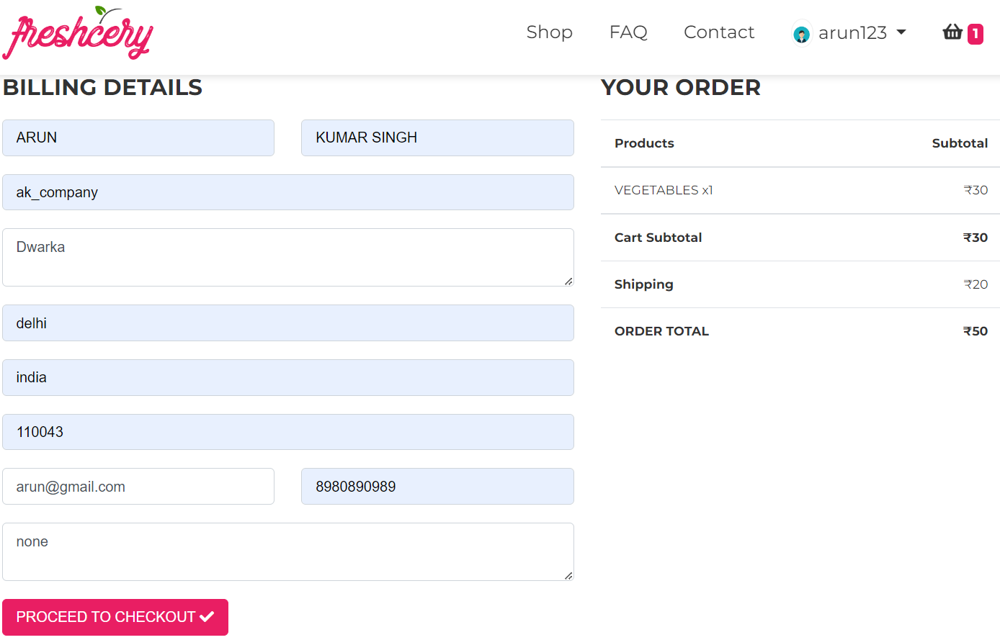 freshcery
Shop FAQ Contact arun123 1
BILLING DETAILS
ARUN KUMAR SINGH
ak_company
Dwarka
delhi
india
110043
arun@gmail.com 8980890989
none
PROCEED TO CHECKOUT
YOUR ORDER
Products Subtotal
VEGETABLES x1 ₹30
Cart Subtotal ₹30
Shipping ₹20
ORDER TOTAL ₹50